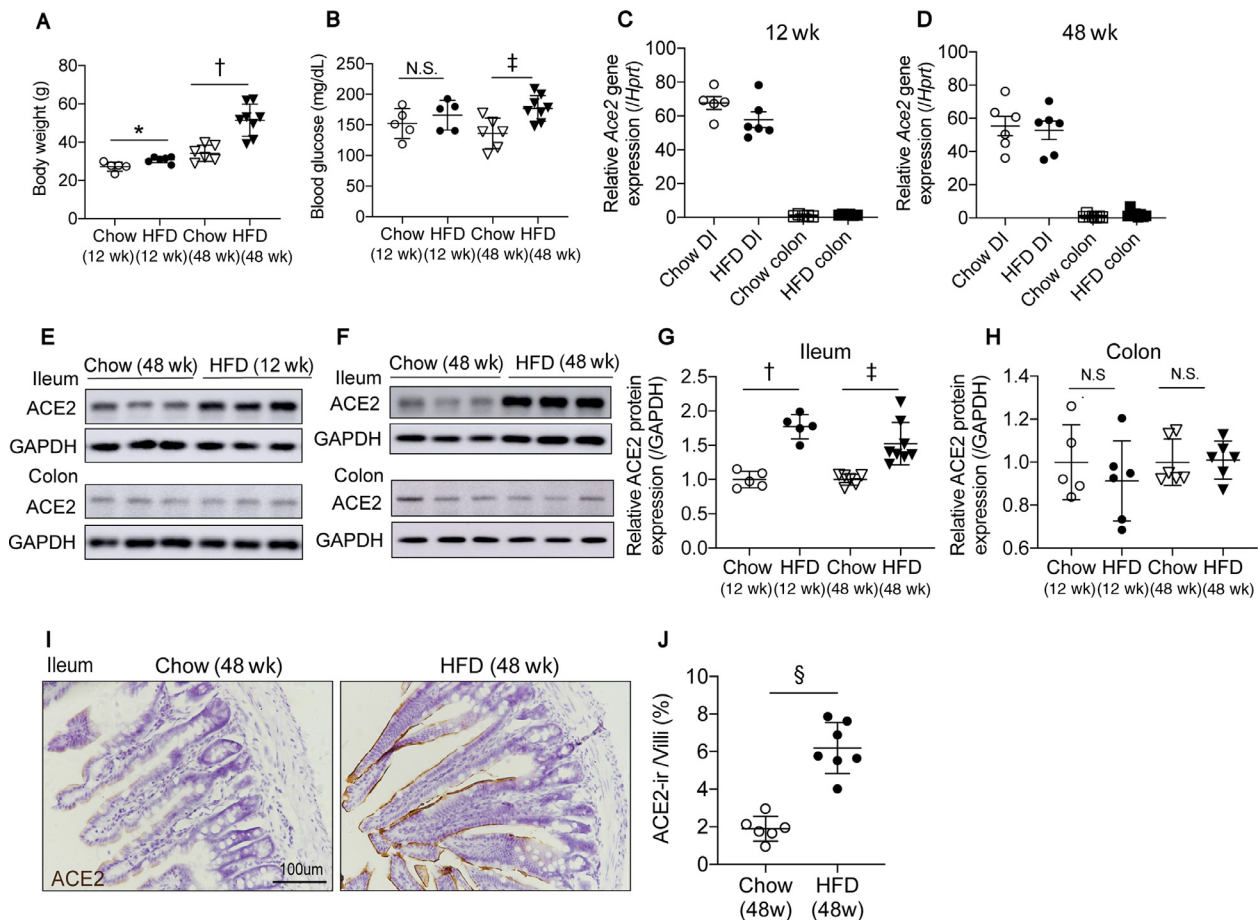 A
Body weight (g)
80
60
40
20
0
*
†
Chow HFD Chow HFD
(12 wk) (12 wk) (48 wk) (48 wk)
B
Blood glucose (mg/dL)
250
200
150
100
50
0
N.S.
‡
Chow HFD Chow HFD
(12 wk) (12 wk) (48 wk) (48 wk)
C
12 wk
Relative Ace2 gene
expression (/Hprt)
100
80
60
40
20
0
Chow DI
HFD DI
Chow colon
HFD colon
D
48 wk
Relative Ace2 gene
expression (/Hprt)
100
80
60
40
20
0
Chow DI
HFD DI
Chow colon
HFD colon
E
Chow (48 wk) HFD (12 wk)
Ileum
ACE2
GAPDH
Colon
ACE2
GAPDH
F
Chow (48 wk) HFD (48 wk)
Ileum
ACE2
GAPDH
Colon
ACE2
GAPDH
G
Ileum
Relative ACE2 protein
expression (/GAPDH)
2.5
2.0
1.5
1.0
0.5
0.0
†
‡
Chow HFD Chow HFD
(12 wk) (12 wk) (48 wk) (48 wk)
H
Colon
Relative ACE2 protein
expression (/GAPDH)
1.4
1.2
1.0
0.8
0.6
N.S
N.S.
Chow HFD Chow HFD
(12 wk) (12 wk) (48 wk) (48 wk)
I
Ileum Chow (48 wk) HFD (48 wk)
ACE2
100um
J
ACE2-ir /Villi (%)
10
8
6
4
2
0
§
Chow HFD
(48w) (48w)